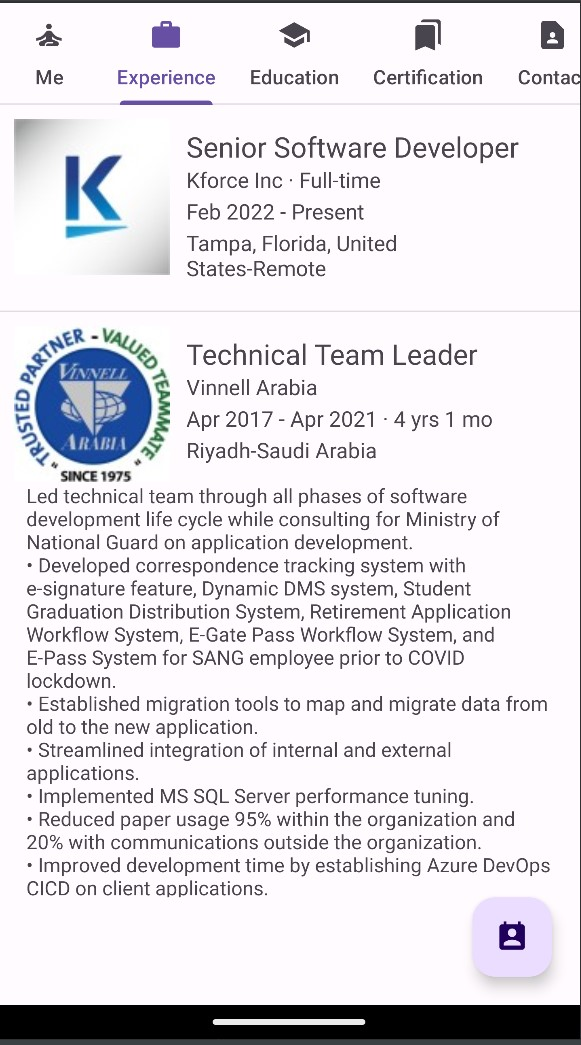 Me
Experience
Education
Certification
Contac
K
Senior Software Developer
Kforce Inc · Full-time
Feb 2022 - Present
Tampa, Florida, United
States-Remote
TRUSTED PARTNER - VALUED TEAMMATE
VINNELL
ARABIA
" SINCE 1975 "
Technical Team Leader
Vinnell Arabia
Apr 2017 - Apr 2021 · 4 yrs 1 mo
Riyadh-Saudi Arabia
Led technical team through all phases of software
development life cycle while consulting for Ministry of
National Guard on application development.
• Developed correspondence tracking system with
e-signature feature, Dynamic DMS system, Student
Graduation Distribution System, Retirement Application
Workflow System, E-Gate Pass Workflow System, and
E-Pass System for SANG employee prior to COVID
lockdown.
• Established migration tools to map and migrate data from
old to the new application.
• Streamlined integration of internal and external
applications.
• Implemented MS SQL Server performance tuning.
• Reduced paper usage 95% within the organization and
20% with communications outside the organization.
• Improved development time by establishing Azure DevOps
CICD on client applications.